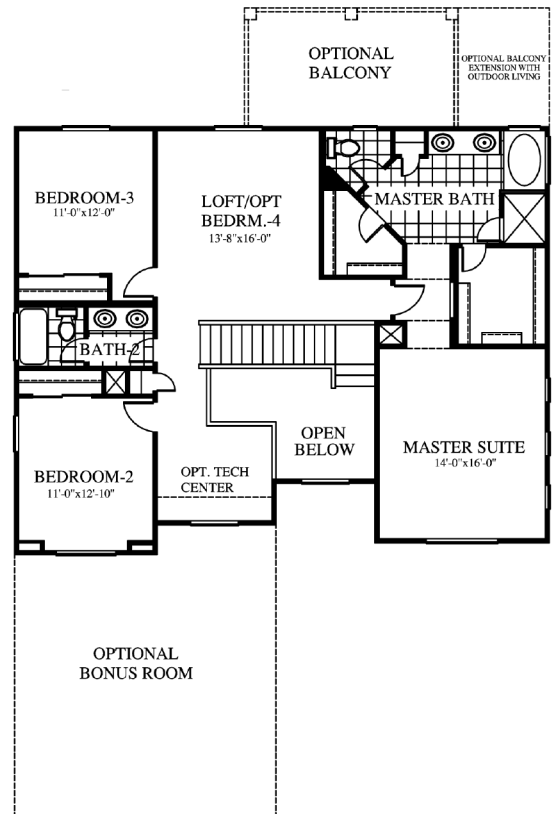 OPTIONAL
BALCONY
OPTIONAL BALCONY
EXTENSION WITH
OUTDOOR LIVING
BEDROOM-3
11'-0"x12'-0"
LOFT/OPT
BEDRM.-4
13'-8"x16'-0"
MASTER BATH
BATH-2
BEDROOM-2
11'-0"x12'-10"
OPT. TECH
CENTER
OPEN
BELOW
MASTER SUITE
14'-0"x16'-0"
OPTIONAL
BONUS ROOM